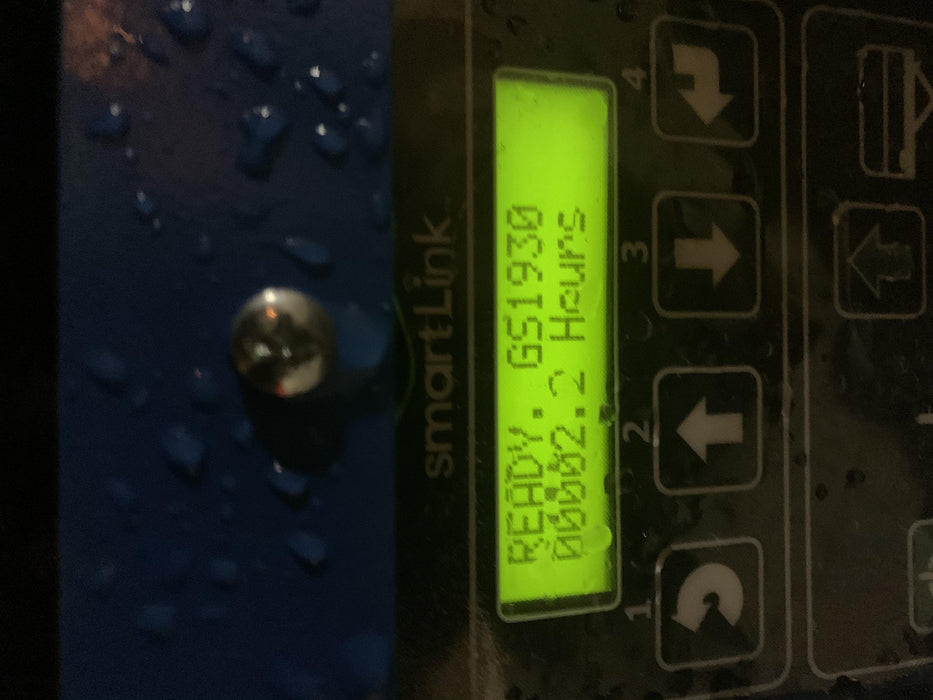 smartLink
READY. GS1930
00002.2 Hours
1 2 3 4